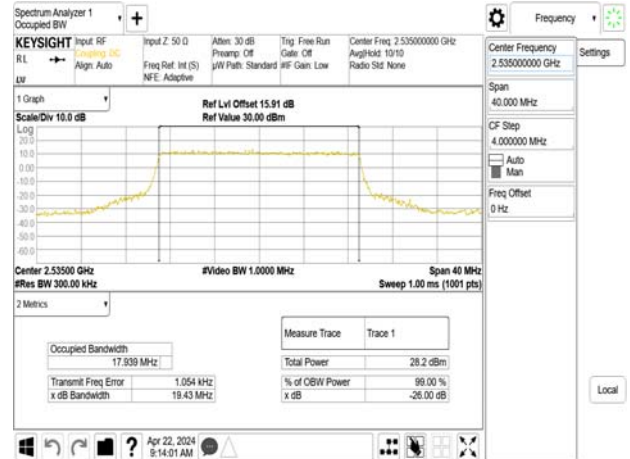 Spectrum Analyzer 1
Occupied BW
Frequency
KEYSIGHT
RL
Input: RF
Coupling: DC
Align: Auto
Input Z: 50 Ω
Freq Ref: Int (S)
NFE: Adaptive
Atten: 30 dB
Preamp: Off
µW Path: Standard
Trig: Free Run
Gate: Off
#IF Gain: Low
Center Freq: 2.535000000 GHz
Avg|Hold: 10/10
Radio Std: None
Center Frequency
2.535000000 GHz
Settings
Span
40.000 MHz
CF Step
4.000000 MHz
Auto
Man
Freq Offset
0 Hz
Local
1 Graph
Scale/Div 10.0 dB
Ref Lvl Offset 15.91 dB
Ref Value 30.00 dBm
Log
20.0
10.0
0.00
-10.0
-20.0
-30.0
-40.0
-50.0
-60.0
Center 2.53500 GHz
#Res BW 300.00 kHz
#Video BW 1.0000 MHz
Span 40 MHz
Sweep 1.00 ms (1001 pts)
2 Metrics
Occupied Bandwidth
17.939 MHz
Transmit Freq Error
1.054 kHz
x dB Bandwidth
19.43 MHz
Measure Trace
Trace 1
Total Power
28.2 dBm
% of OBW Power
99.00 %
x dB
-26.00 dB
Apr 22, 2024
9:14:01 AM